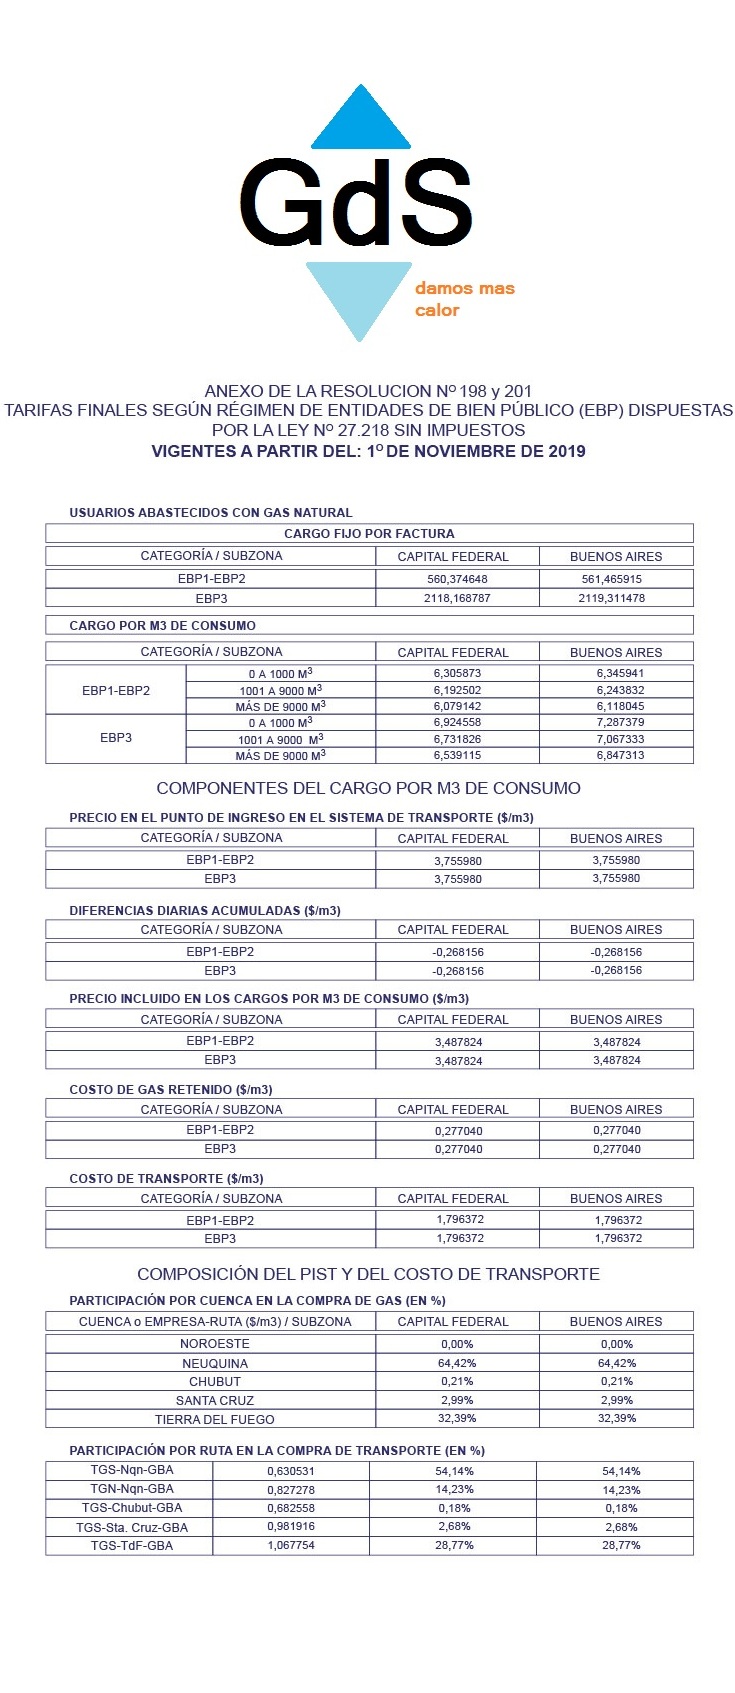 GdS
damos mas
calor
ANEXO DE LA RESOLUCION Nº 198 y 201
TARIFAS FINALES SEGÚN RÉGIMEN DE ENTIDADES DE BIEN PÚBLICO (EBP) DISPUESTAS
POR LA LEY Nº 27.218 SIN IMPUESTOS
VIGENTES A PARTIR DEL: 1º DE NOVIEMBRE DE 2019
USUARIOS ABASTECIDOS CON GAS NATURAL
CARGO FIJO POR FACTURA
CATEGORÍA / SUBZONA CAPITAL FEDERAL BUENOS AIRES
EBP1-EBP2 560,374648 561,465915
EBP3 2118,168787 2119,311478
CARGO POR M3 DE CONSUMO
CATEGORÍA / SUBZONA CAPITAL FEDERAL BUENOS AIRES
0 A 1000 M³ 6,305873 6,345941
EBP1-EBP2 1001 A 9000 M³ 6,192502 6,243832
MÁS DE 9000 M³ 6,079142 6,118045
0 A 1000 M³ 6,924558 7,287379
EBP3 1001 A 9000 M³ 6,731826 7,067333
MÁS DE 9000 M³ 6,539115 6,847313
COMPONENTES DEL CARGO POR M3 DE CONSUMO
PRECIO EN EL PUNTO DE INGRESO EN EL SISTEMA DE TRANSPORTE ($/m3)
CATEGORÍA / SUBZONA CAPITAL FEDERAL BUENOS AIRES
EBP1-EBP2 3,755980 3,755980
EBP3 3,755980 3,755980
DIFERENCIAS DIARIAS ACUMULADAS ($/m3)
CATEGORÍA / SUBZONA CAPITAL FEDERAL BUENOS AIRES
EBP1-EBP2 -0,268156 -0,268156
EBP3 -0,268156 -0,268156
PRECIO INCLUIDO EN LOS CARGOS POR M3 DE CONSUMO ($/m3)
CATEGORÍA / SUBZONA CAPITAL FEDERAL BUENOS AIRES
EBP1-EBP2 3,487824 3,487824
EBP3 3,487824 3,487824
COSTO DE GAS RETENIDO ($/m3)
CATEGORÍA / SUBZONA CAPITAL FEDERAL BUENOS AIRES
EBP1-EBP2 0,277040 0,277040
EBP3 0,277040 0,277040
COSTO DE TRANSPORTE ($/m3)
CATEGORÍA / SUBZONA CAPITAL FEDERAL BUENOS AIRES
EBP1-EBP2 1,796372 1,796372
EBP3 1,796372 1,796372
COMPOSICIÓN DEL PIST Y DEL COSTO DE TRANSPORTE
PARTICIPACIÓN POR CUENCA EN LA COMPRA DE GAS (EN %)
CUENCA o EMPRESA-RUTA ($/m3) / SUBZONA CAPITAL FEDERAL BUENOS AIRES
NOROESTE 0,00% 0,00%
NEUQUINA 64,42% 64,42%
CHUBUT 0,21% 0,21%
SANTA CRUZ 2,99% 2,99%
TIERRA DEL FUEGO 32,39% 32,39%
PARTICIPACIÓN POR RUTA EN LA COMPRA DE TRANSPORTE (EN %)
TGS-Nqn-GBA 0,630531 54,14% 54,14%
TGN-Nqn-GBA 0,827278 14,23% 14,23%
TGS-Chubut-GBA 0,682558 0,18% 0,18%
TGS-Sta. Cruz-GBA 0,981916 2,68% 2,68%
TGS-TdF-GBA 1,067754 28,77% 28,77%